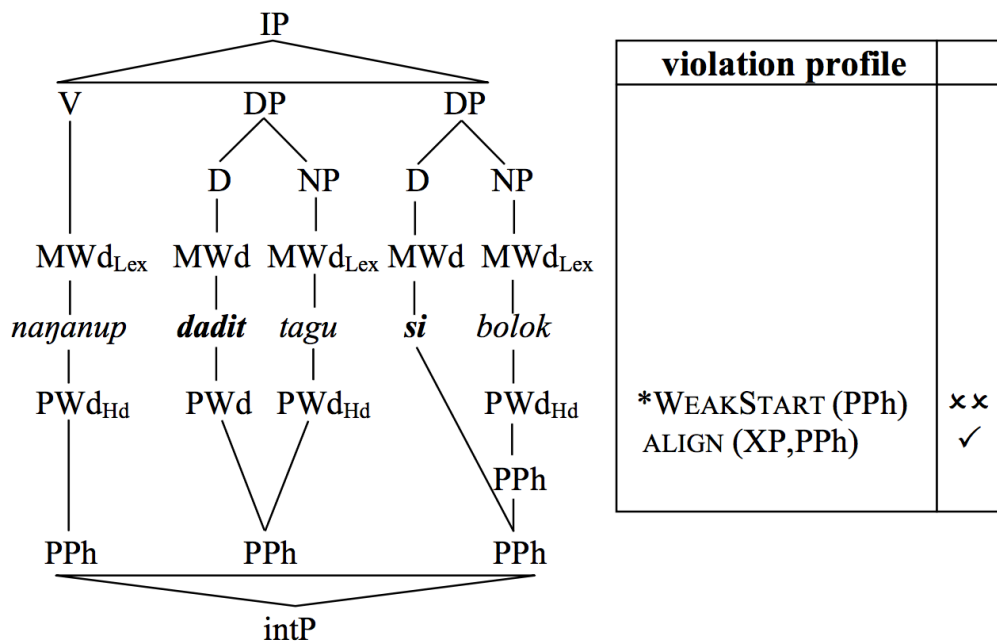 IP
violation profile
V DP DP
D NP D NP
MWdLex MWd MWdLex MWd MWdLex
naŋanup dadit tagu si bolok
PWdHd PWd PWdHd PWdHd
*WEAKSTART (PPh) ××
ALIGN (XP,PPh) ✓
PPh
PPh PPh PPh
intP